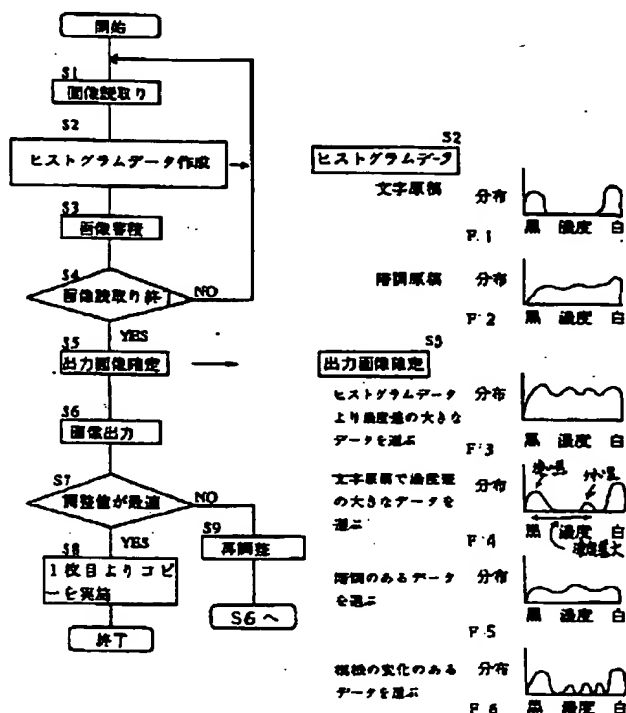 開始
S1
画像読取り
S2
ヒストグラムデータ作成
S3
画像蓄積
S4
画像読取り終了
NO
YES
S5
出力画像確定
S6
画像出力
S7
調整値が最適
NO
YES
S8
1枚目よりコピ
ーを実施
終了
S9
再調整
S6へ
S2
ヒストグラムデータ
文字原稿
分布
黒 濃度 白
F.1
階調原稿
分布
黒 濃度 白
F.2
S5
出力画像確定
ヒストグラムデータ
より濃度差の大きな
データを選ぶ
分布
黒 濃度 白
F.3
文字原稿で濃度差
の大きなデータを
選ぶ
分布
黒 濃度 白
F.4
濃度差大
階調のあるデータ
を選ぶ
分布
黒 濃度 白
F.5
の変化のある
データを選ぶ
分布
黒 濃度 白
F.6